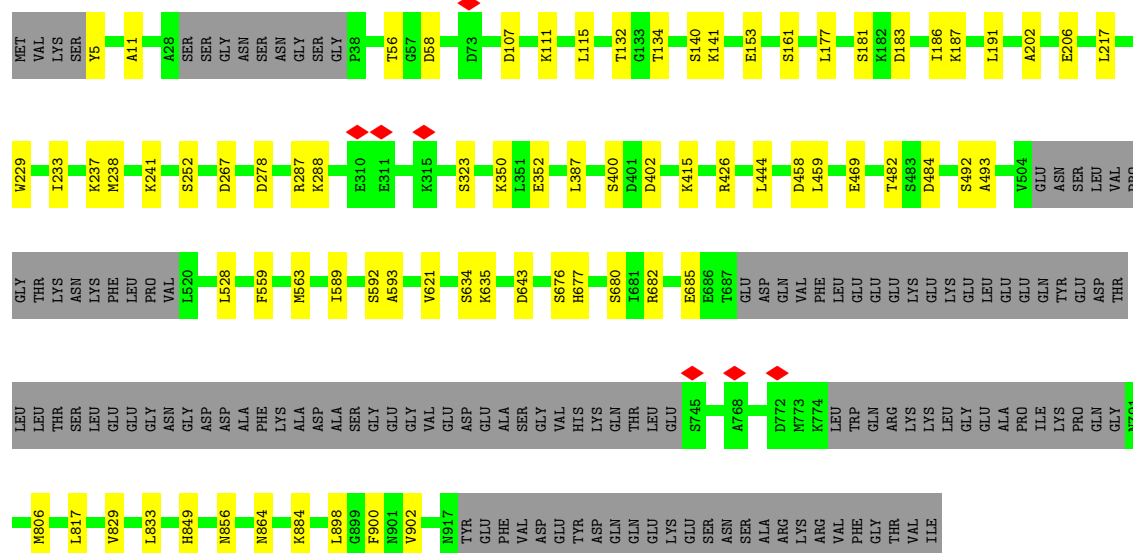 MET VAL LYS SER Y5 A11 A28 SER SER GLY ASN SER ASN GLY SER GLY P38 T56 G57 D58 D73 D107 K111 L115 T132 G133 T134 S140 K141 E153 S161 L177 S181 K182 D183 I186 K187 L191 A202 E206 L217
W229 I233 K237 M238 K241 S252 D267 D278 R287 K288 E310 E311 K315 S323 K350 L351 E352 L387 S400 D401 D402 K415 R426 L444 D458 L459 E469 T482 S483 D484 S492 A493 V504 GLU ASN SER LEU VAL PRO
GLY THR LYS ASN LYS PHE LEU PRO VAL L520 L528 F559 M563 I589 S592 A593 V621 S634 K635 D643 S676 H677 S680 I681 R682 E685 E686 T687 GLU ASP GLN VAL PHE LEU GLU GLU GLU LYS GLU LYS GLU LEU GLU GLU GLN TYR GLU ASP THR
LEU LEU THR SER LEU GLU GLU GLY ASN GLY ASP ASP ALA PHE LYS ALA ASP ALA SER GLY GLU GLY VAL GLU ASP GLU ALA SER GLY VAL HIS LYS GLN THR LEU GLU S745 A768 D772 M773 K774 LEU TRP GLN ARG LYS LYS LEU GLY GLU ALA PRO ILE LYS PRO GLN GLY N791
M806 L817 V829 L833 H849 N856 N864 K884 L898 G899 F900 N901 V902 N917 TYR GLU PHE VAL ASP GLU TYR ASP GLN GLN GLU LYS GLU SER ASN SER ALA ARG LYS ARG VAL PHE GLY THR VAL ILE